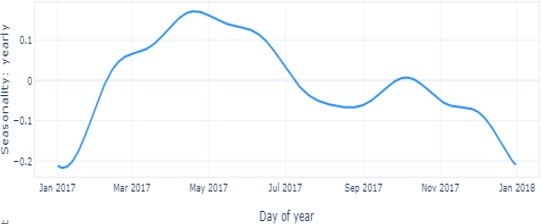 Seasonality: yearly
0.1
0
−0.1
−0.2
Jan 2017 Mar 2017 May 2017 Jul 2017 Sep 2017 Nov 2017 Jan 2018
Day of year